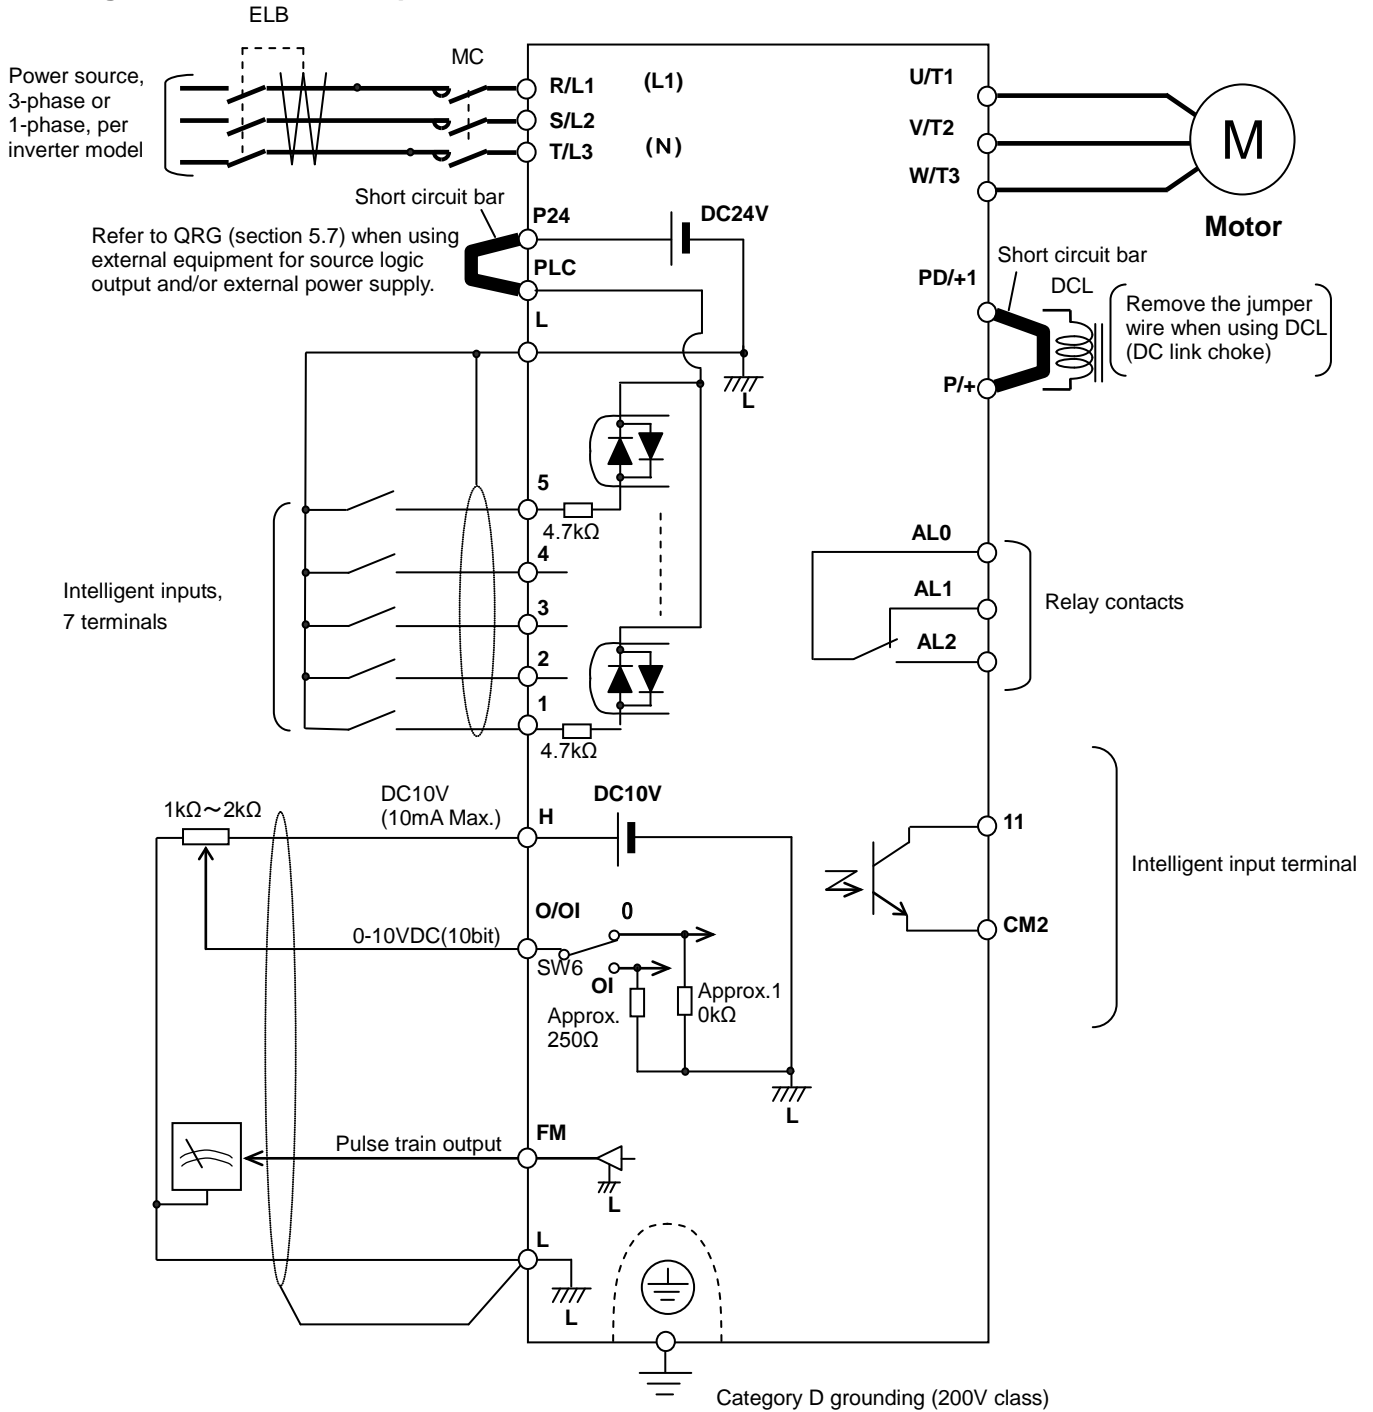 ELB
MC
Power source,
3-phase or
1-phase, per
inverter model
R/L1 (L1)
S/L2
T/L3 (N)
U/T1
V/T2
W/T3
M
Motor
Short circuit bar
P24
DC24V
Refer to QRG (section 5.7) when using
external equipment for source logic
output and/or external power supply.
PLC
L
L
Short circuit bar
PD/+1
DCL
Remove the jumper
wire when using DCL
(DC link choke)
P/+
5
4.7kΩ
4
3
2
1
4.7kΩ
Intelligent inputs,
7 terminals
AL0
AL1
AL2
Relay contacts
1kΩ～2kΩ
DC10V
(10mA Max.)
H
DC10V
O/OI
0
0-10VDC(10bit)
SW6
OI
Approx.
250Ω
Approx.1
0kΩ
L
11
CM2
Intelligent input terminal
Pulse train output
FM
L
L
L
Category D grounding (200V class)